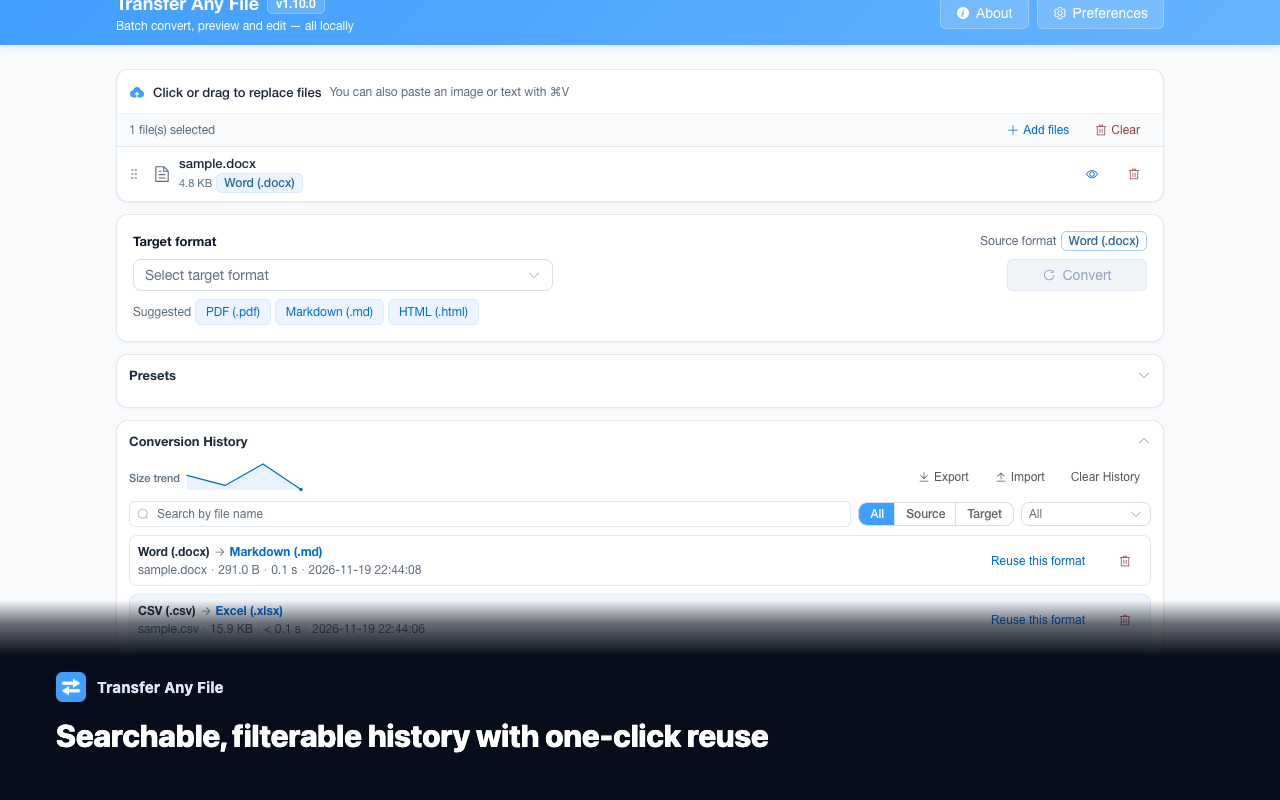 Transfer Any File v1.10.0
Batch convert, preview and edit — all locally
About
Preferences
Click or drag to replace files You can also paste an image or text with ⌘V
1 file(s) selected
Add files
Clear
sample.docx
4.8 KB Word (.docx)
Target format
Source format Word (.docx)
Select target format
Convert
Suggested PDF (.pdf) Markdown (.md) HTML (.html)
Presets
Conversion History
Size trend
Export
Import
Clear History
Search by file name
All Source Target
All
Word (.docx) → Markdown (.md)
sample.docx · 291.0 B · 0.1 s · 2026-11-19 22:44:08
Reuse this format
CSV (.csv) → Excel (.xlsx)
sample.csv · 15.9 KB · < 0.1 s · 2026-11-19 22:44:06
Reuse this format
Transfer Any File
Searchable, filterable history with one-click reuse